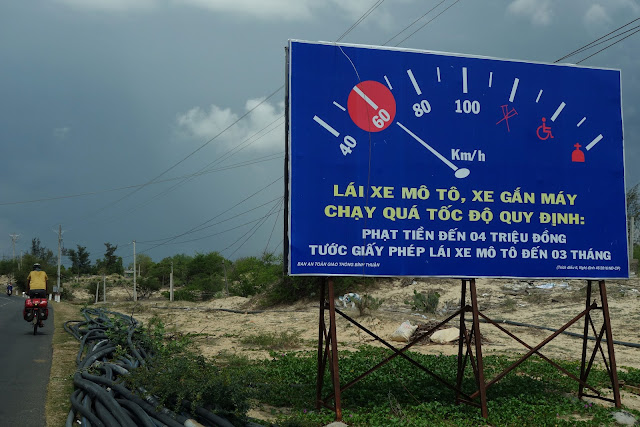 40
60
80
100
Km/h
LÁI XE MÔ TÔ, XE GẮN MÁY
CHẠY QUÁ TỐC ĐỘ QUY ĐỊNH:
PHẠT TIỀN ĐẾN 04 TRIỆU ĐỒNG
TƯỚC GIẤY PHÉP LÁI XE MÔ TÔ ĐẾN 03 THÁNG
BAN AN TOÀN GIAO THÔNG BÌNH THUẬN